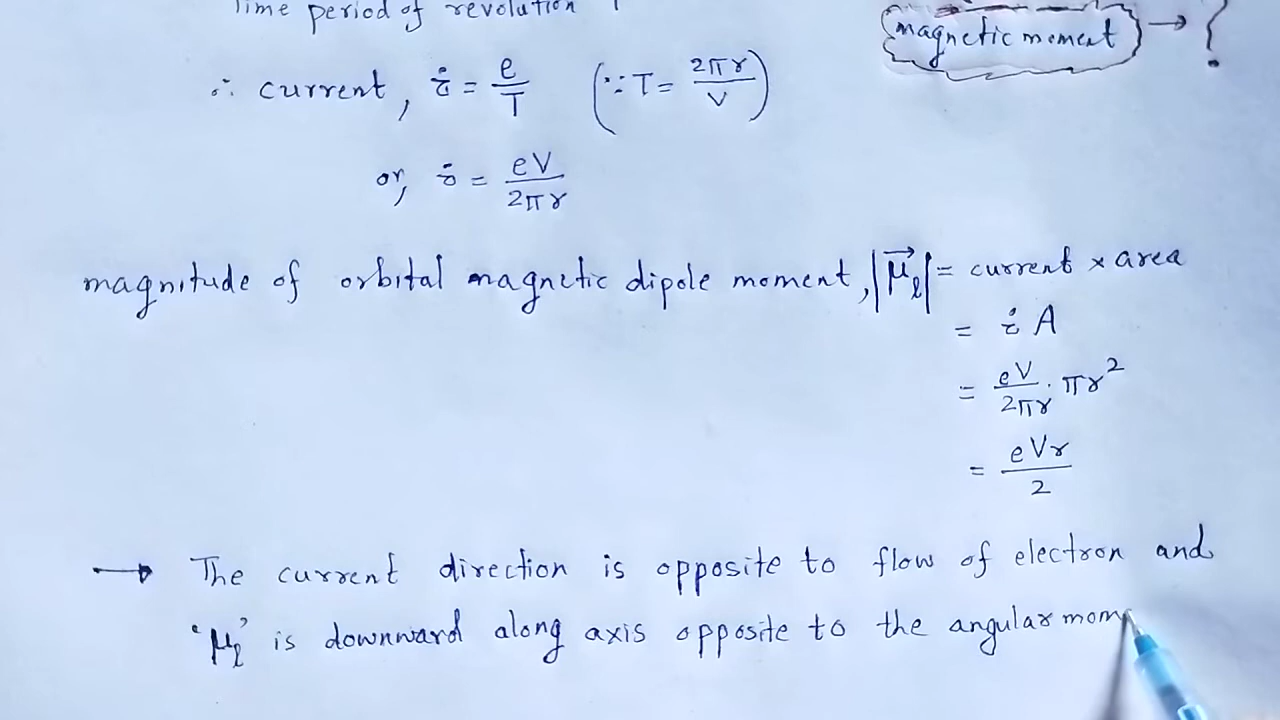 Time period of revolution
magnetic moment → ?
∴ current, i = e/T (∵ T = 2πr/V)
or, i = eV/2πr
magnitude of orbital magnetic dipole moment, |μ⃗_l| = current × area
= i A
= eV/2πr · πr²
= eVr/2
→ The current direction is opposite to flow of electron and
'μ_l' is downward along axis opposite to the angular mom